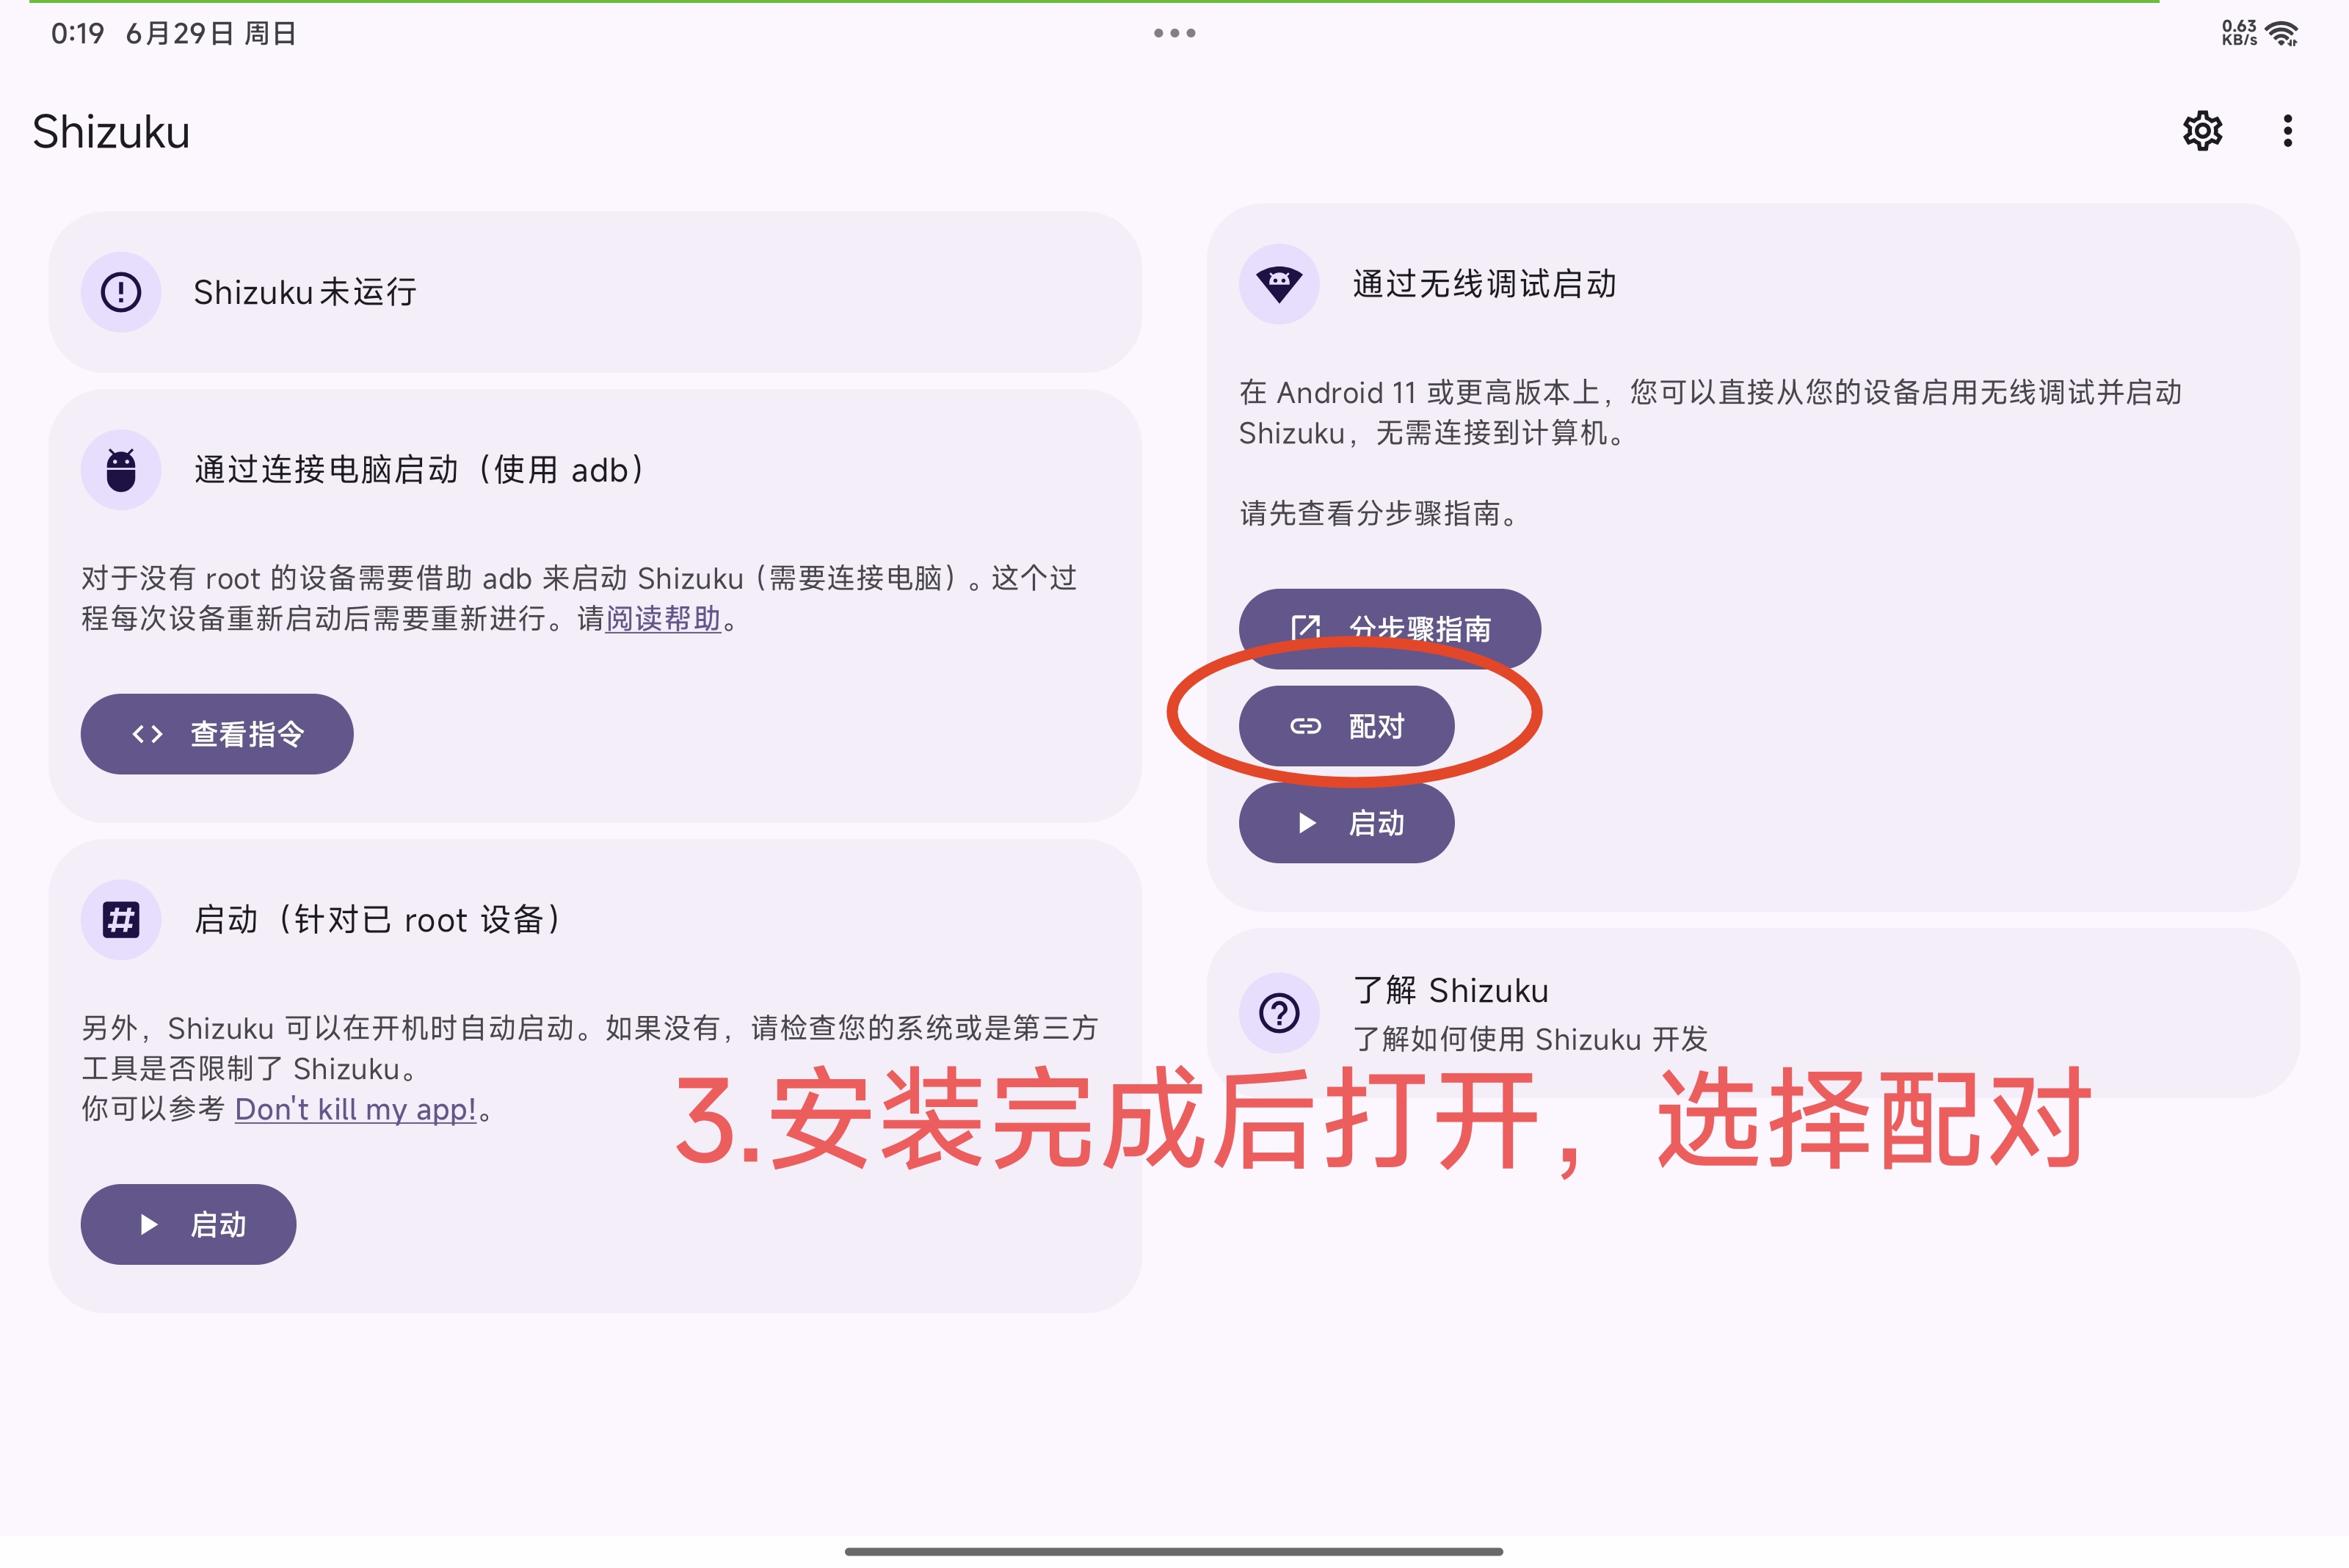 0:19 6月29日 周日
0.63
KB/s
Shizuku
Shizuku未运行
通过连接电脑启动（使用 adb）
对于没有 root 的设备需要借助 adb 来启动 Shizuku（需要连接电脑）。这个过
程每次设备重新启动后需要重新进行。请阅读帮助。
查看指令
启动（针对已 root 设备）
另外，Shizuku 可以在开机时自动启动。如果没有，请检查您的系统或是第三方
工具是否限制了 Shizuku。
你可以参考 Don't kill my app!。
启动
通过无线调试启动
在 Android 11 或更高版本上，您可以直接从您的设备启用无线调试并启动
Shizuku，无需连接到计算机。
请先查看分步骤指南。
分步骤指南
配对
启动
了解 Shizuku
了解如何使用 Shizuku 开发
3.安装完成后打开，选择配对